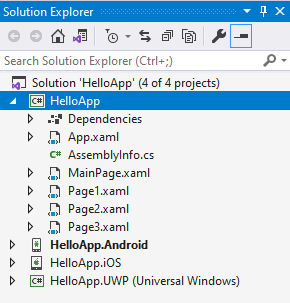 Solution Explorer
Search Solution Explorer (Ctrl+;)
Solution 'HelloApp' (4 of 4 projects)
C# HelloApp
Dependencies
App.xaml
C# AssemblyInfo.cs
MainPage.xaml
Page1.xaml
Page2.xaml
Page3.xaml
HelloApp.Android
HelloApp.iOS
C# HelloApp.UWP (Universal Windows)